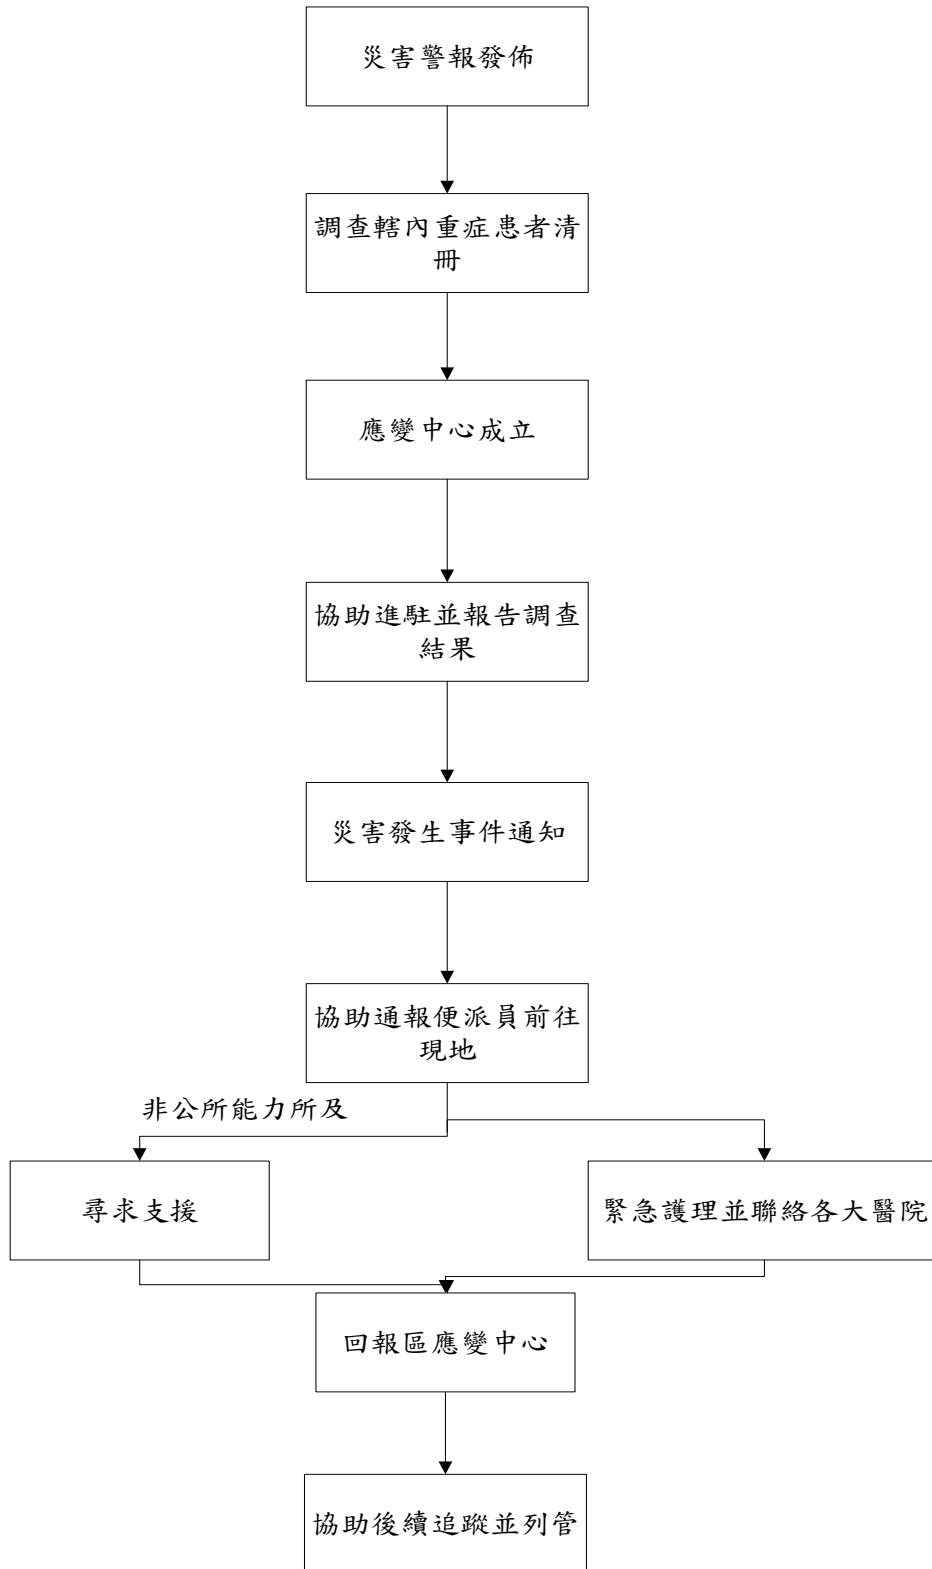 災害警報發佈
調查轄內重症患者清
冊
應變中心成立
協助進駐並報告調查
結果
災害發生事件通知
協助通報便派員前往
現地
非公所能力所及
尋求支援
緊急護理並聯絡各大醫院
回報區應變中心
協助後續追蹤並列管